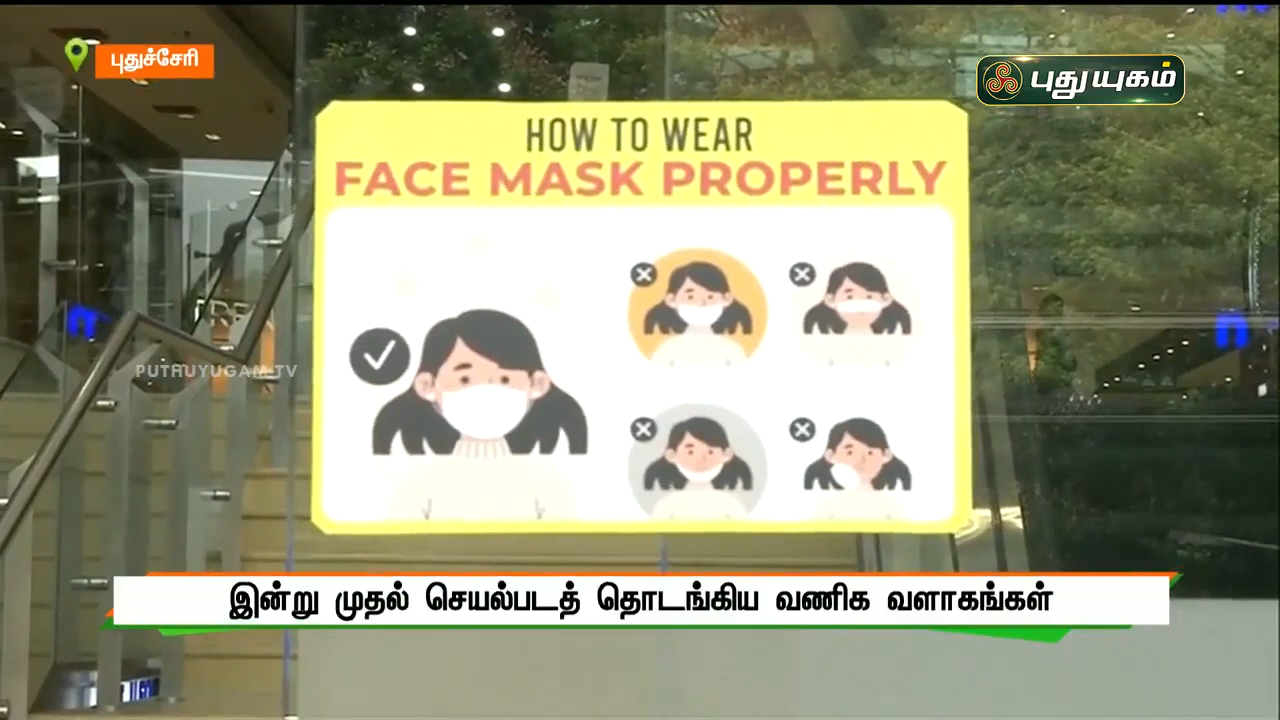 புதுச்சேரி
புதுயுகம்
HOW TO WEAR
FACE MASK PROPERLY
PUTHUYUGAM TV
இன்று முதல் செயல்படத் தொடங்கிய வணிக வளாகங்கள்